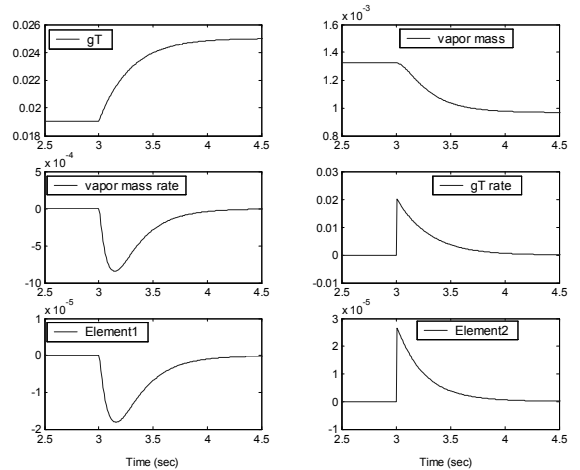 0.026
0.024
0.022
0.02
0.018
gT
2.5 3 3.5 4 4.5
x 10-3
1.6
1.4
1.2
1
0.8
vapor mass
2.5 3 3.5 4 4.5
x 10-4
5
0
-5
-10
vapor mass rate
2.5 3 3.5 4 4.5
0.03
0.02
0.01
0
-0.01
gT rate
2.5 3 3.5 4 4.5
x 10-5
1
0
-1
-2
Element1
2.5 3 3.5 4 4.5
Time (sec)
x 10-5
3
2
1
0
-1
Element2
2.5 3 3.5 4 4.5
Time (sec)